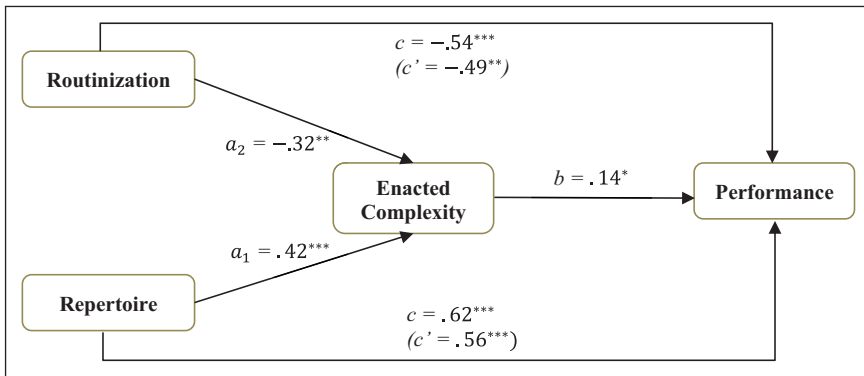 c = −.54***
(c' = −.49**)
Routinization
a₂ = −.32**
Enacted
Complexity
b = .14*
Performance
a₁ = .42***
Repertoire
c = .62***
(c' = .56***)